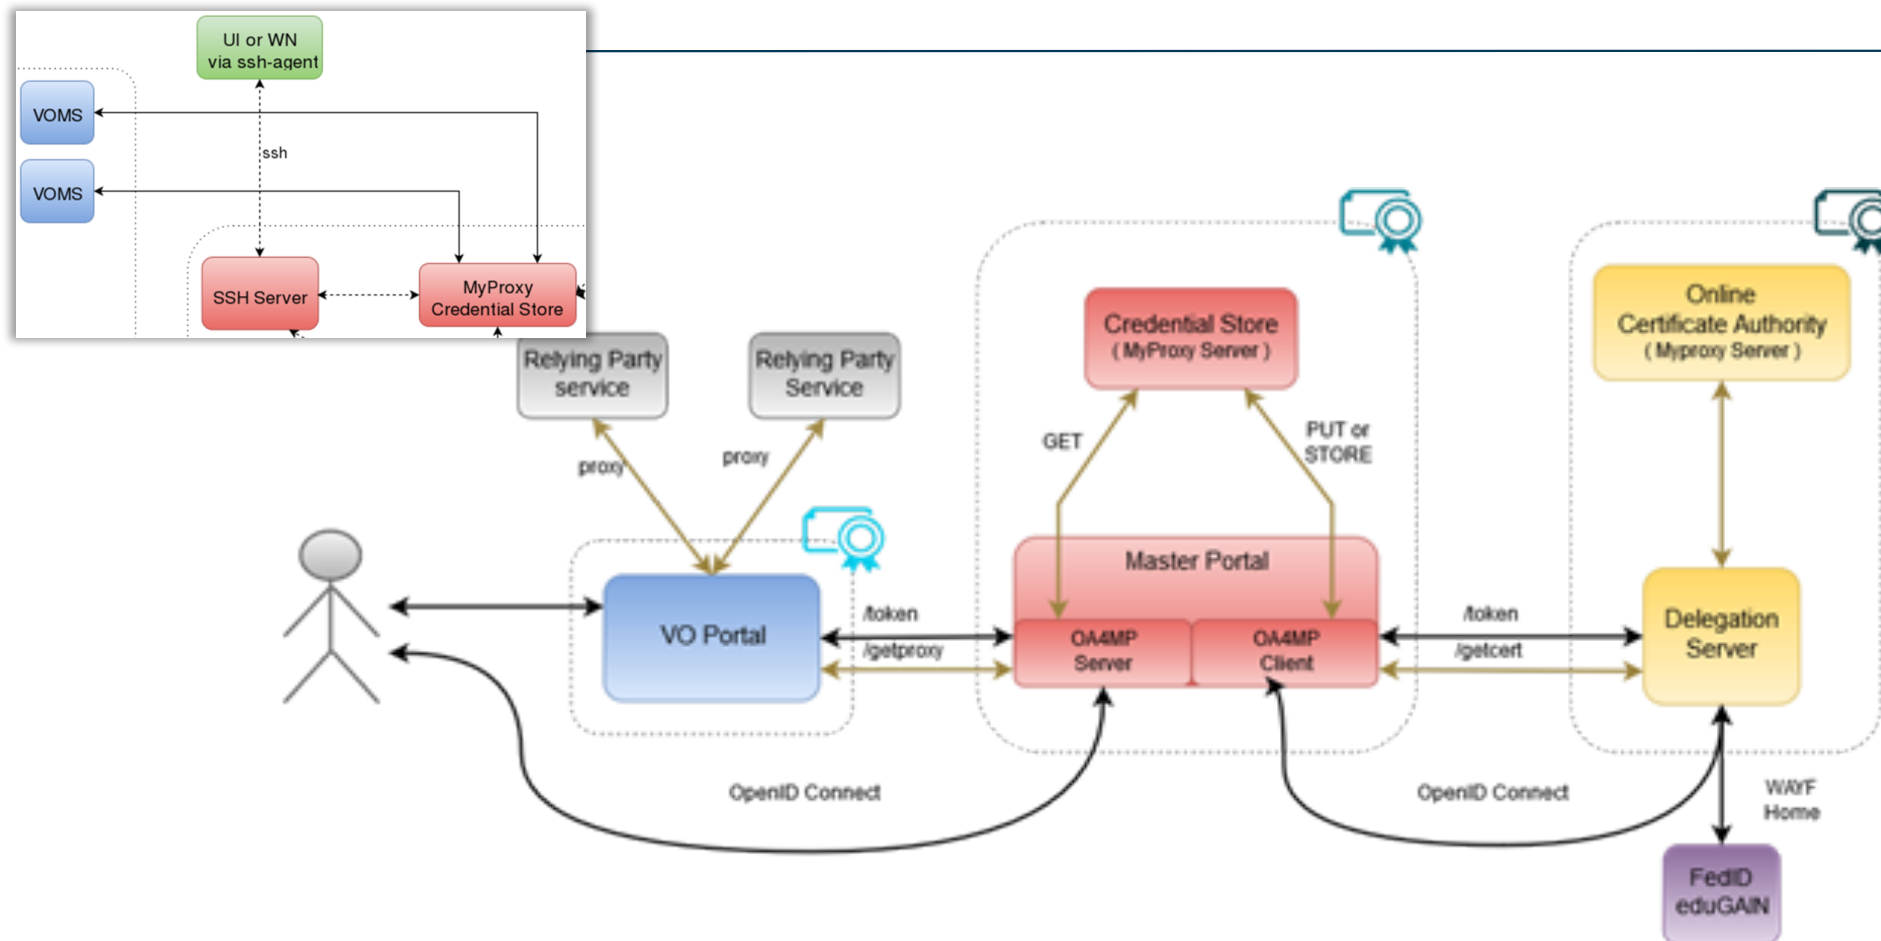 UI or WN
via ssh-agent
VOMS
ssh
VOMS
SSH Server
MyProxy
Credential Store
Relying Party
service
Relying Party
Service
proxy
proxy
VO Portal
/token
/getproxy
Credential Store
( MyProxy Server )
GET
PUT or
STORE
Master Portal
OA4MP
Server
OA4MP
Client
/token
/getcert
Online
Certificate Authority
( Myproxy Server )
Delegation
Server
OpenID Connect
OpenID Connect
WAYF
Home
FedID
eduGAIN